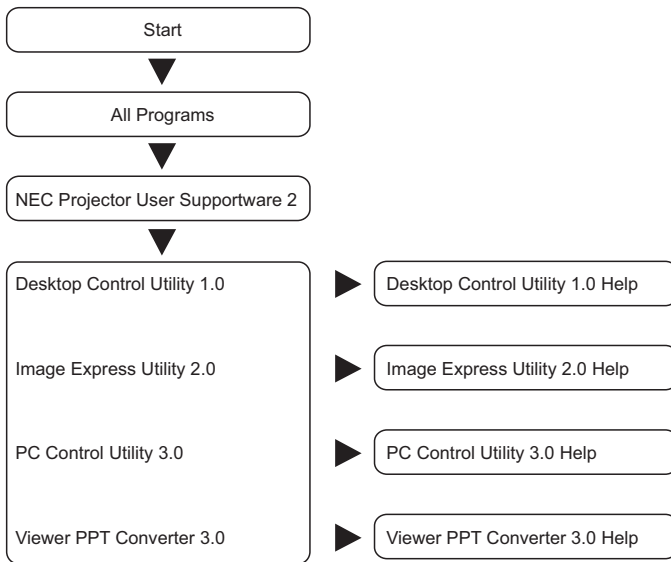 Start
All Programs
NEC Projector User Supportware 2
Desktop Control Utility 1.0
Desktop Control Utility 1.0 Help
Image Express Utility 2.0
Image Express Utility 2.0 Help
PC Control Utility 3.0
PC Control Utility 3.0 Help
Viewer PPT Converter 3.0
Viewer PPT Converter 3.0 Help